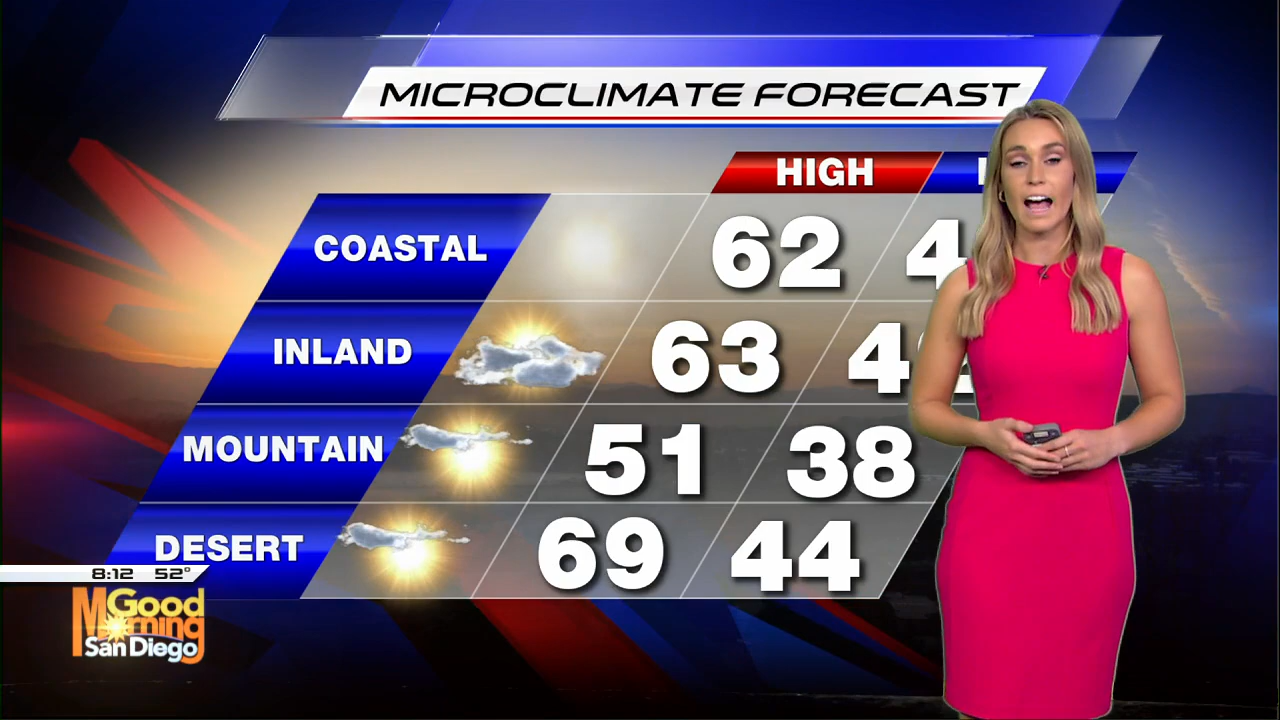 MICROCLIMATE FORECAST
HIGH
COASTAL 62
INLAND 63
MOUNTAIN 51 38
DESERT 69 44
8:12 52°
Good
Morning
San Diego